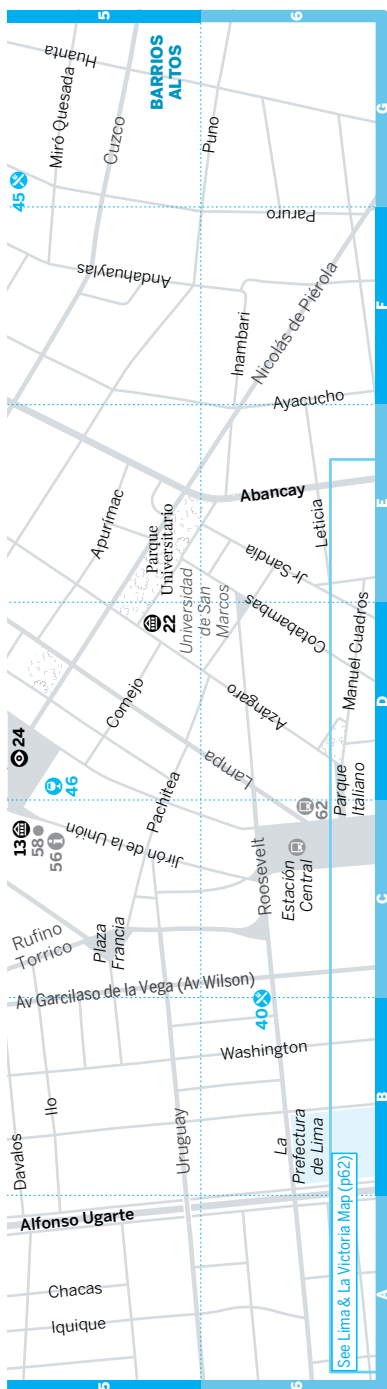 5
6
Huanta
Miró Quesada
Cuzco
BARRIOS
ALTOS
G
45
Puno
Paruro
Andahuaylas
F
Inambari
Nicolás de Piérola
Ayacucho
Abancay
E
Apurímac
Parque
Universitario
Leticia
Jr Sandia
22
Universidad
de San
Marcos
Cotabambas
Manuel Cuadros
D
24
Cornejo
Azángaro
46
Lampa
62
Parque
Italiano
13
58
56
Jirón de la Unión
Pachitea
Roosevelt
Estación
Central
C
Rufino
Torrico
Plaza
Francia
Av Garcilaso de la Vega (Av Wilson)
40
Washington
B
Davalos
Ilo
Uruguay
La
Prefectura
de Lima
Alfonso Ugarte
See Lima & La Victoria Map (p62)
A
Chacas
Iquique
5
6